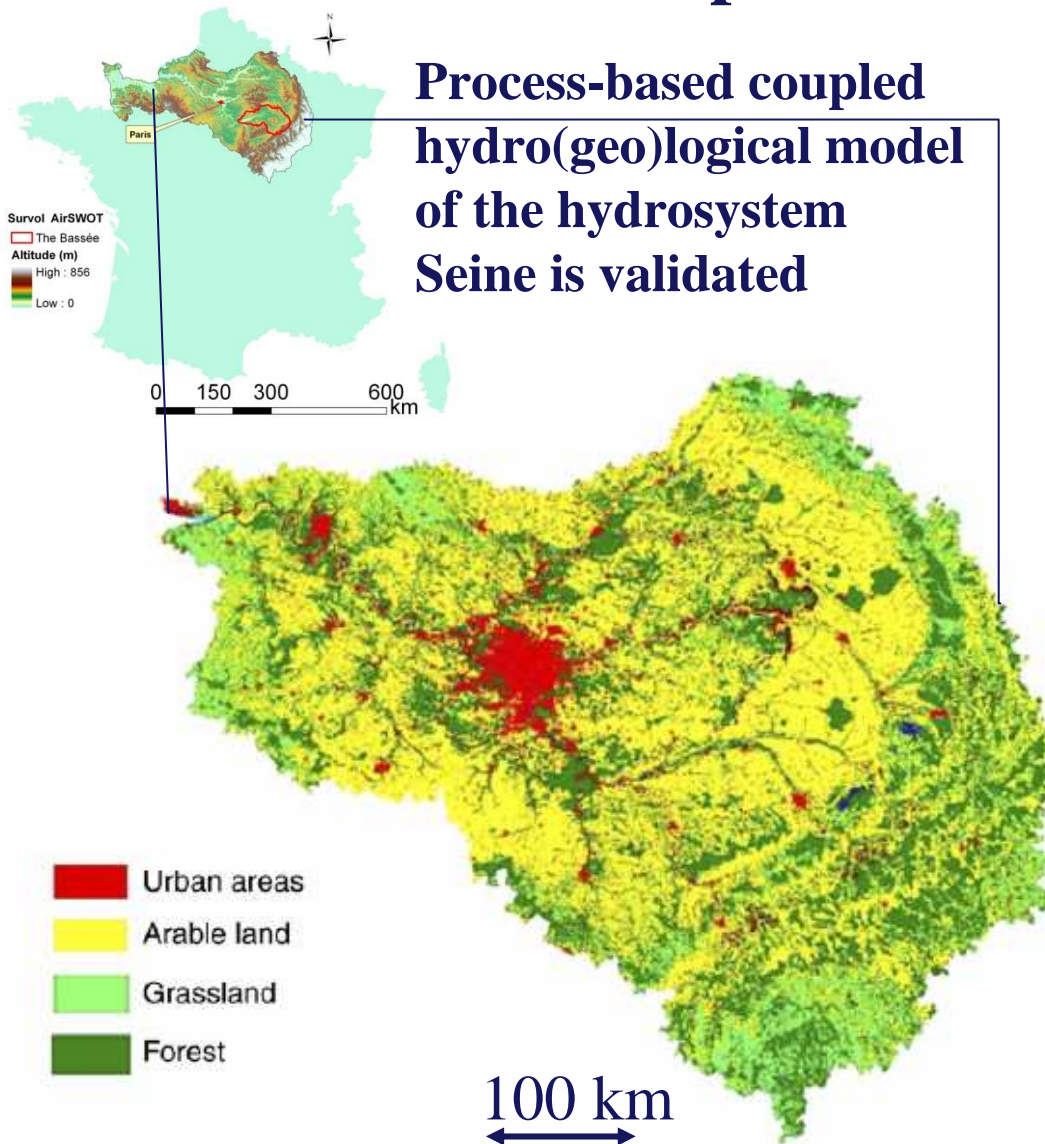 Process-based coupled
hydro(geo)logical model
of the hydrosystem
Seine is validated
Paris
Survol AirSWOT
The Bassée
Altitude (m)
High : 856
Low : 0
0 150 300 600
km
Urban areas
Arable land
Grassland
Forest
100 km